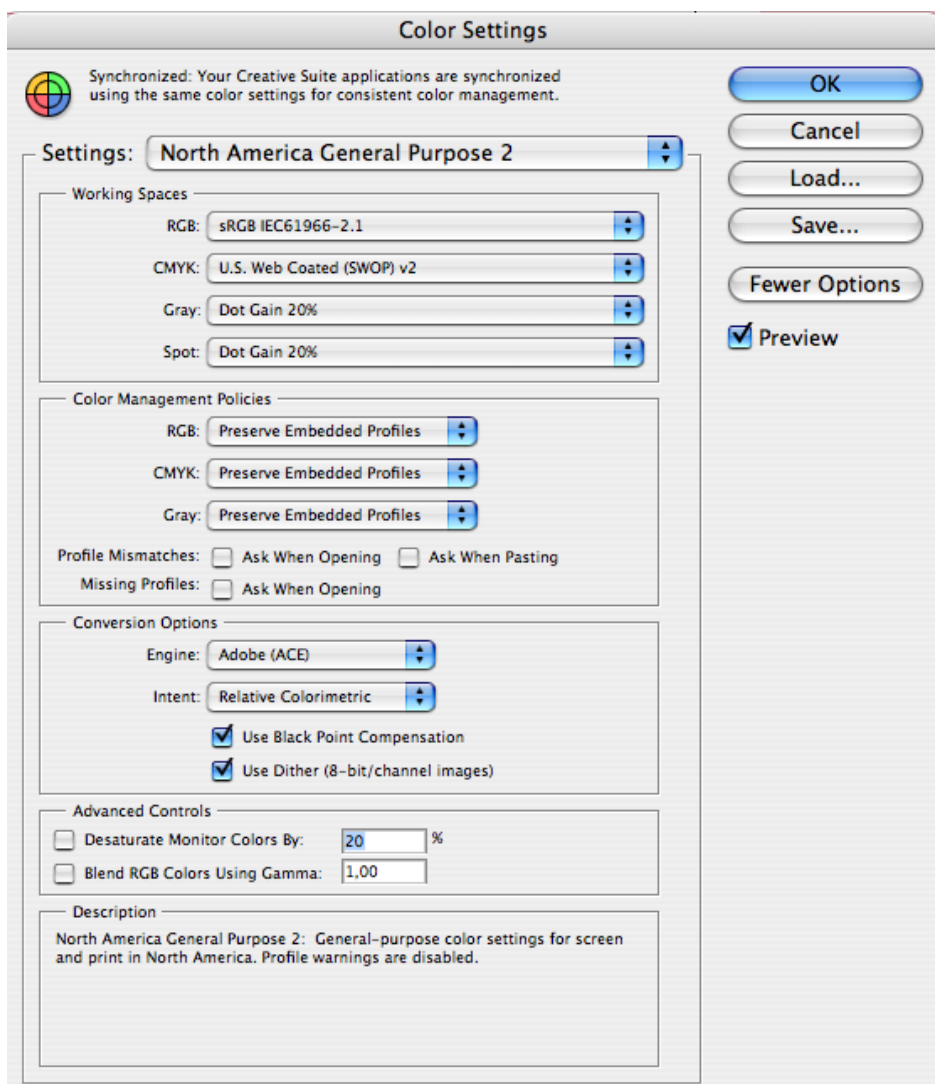 Color Settings
Synchronized: Your Creative Suite applications are synchronized
using the same color settings for consistent color management.
OK
Cancel
Load...
Save...
Fewer Options
Preview
Settings: North America General Purpose 2
Working Spaces
RGB: sRGB IEC61966-2.1
CMYK: U.S. Web Coated (SWOP) v2
Gray: Dot Gain 20%
Spot: Dot Gain 20%
Color Management Policies
RGB: Preserve Embedded Profiles
CMYK: Preserve Embedded Profiles
Gray: Preserve Embedded Profiles
Profile Mismatches: Ask When Opening Ask When Pasting
Missing Profiles: Ask When Opening
Conversion Options
Engine: Adobe (ACE)
Intent: Relative Colorimetric
Use Black Point Compensation
Use Dither (8-bit/channel images)
Advanced Controls
Desaturate Monitor Colors By: 20 %
Blend RGB Colors Using Gamma: 1,00
Description
North America General Purpose 2:  General-purpose color settings for screen
and print in North America. Profile warnings are disabled.